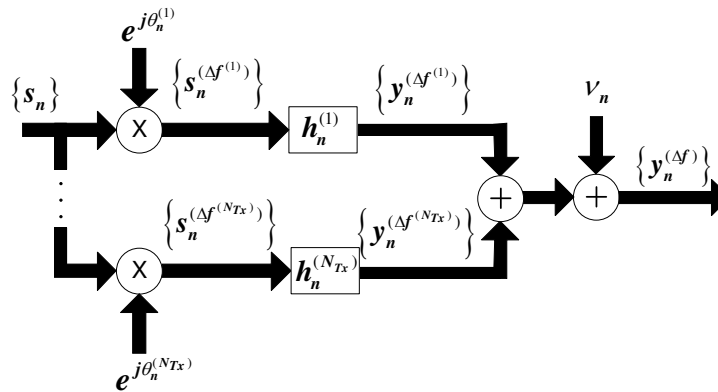 e^{jθ_n^{(1)}}
{s_n}
{s_n^{(Δf^{(1)})}}
{y_n^{(Δf^{(1)})}}
ν_n
X
h_n^{(1)}
{y_n^{(Δf)}}
+
+
{s_n^{(Δf^{(N_{Tx})})}}
{y_n^{(Δf^{(N_{Tx})})}}
X
h_n^{(N_{Tx})}
e^{jθ_n^{(N_{Tx})}}